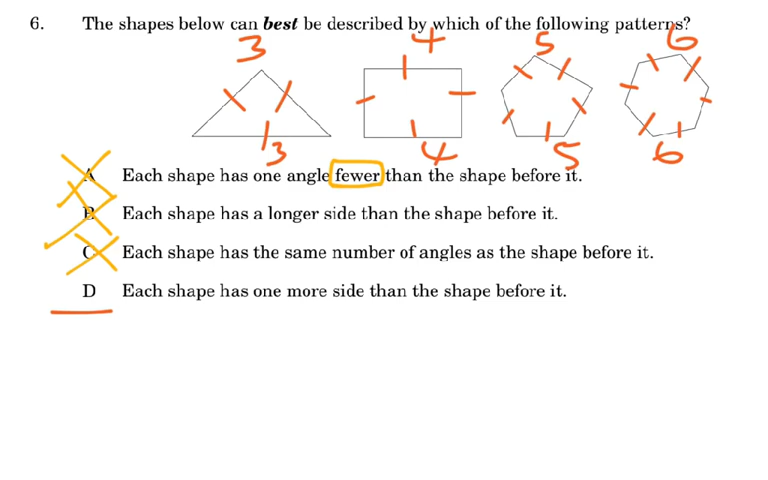 6. The shapes below can best be described by which of the following patterns?
3 4 5 6
3 4 5 6
A Each shape has one angle fewer than the shape before it.
B Each shape has a longer side than the shape before it.
C Each shape has the same number of angles as the shape before it.
D Each shape has one more side than the shape before it.